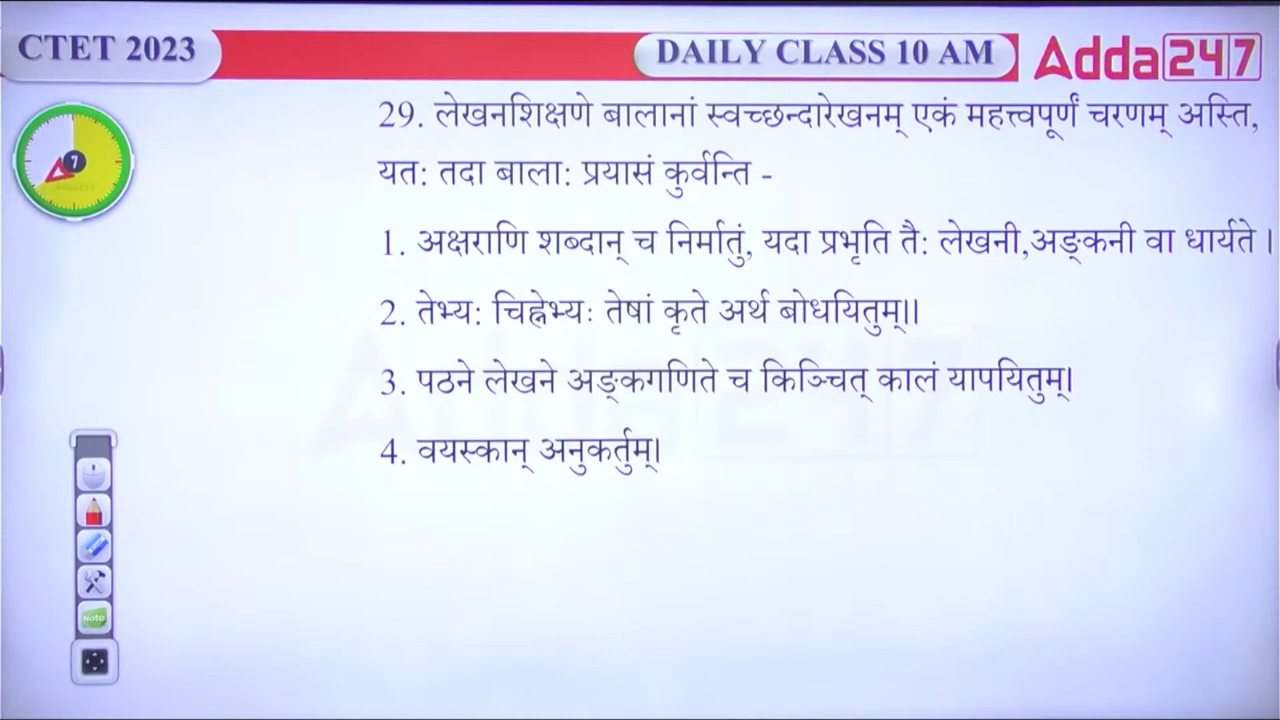 CTET 2023
DAILY CLASS 10 AM
Adda247
7
29. लेखनशिक्षणे बालानां स्वच्छन्दारेखनम् एकं महत्त्वपूर्णं चरणम् अस्ति,
यत: तदा बाला: प्रयासं कुर्वन्ति -
1. अक्षराणि शब्दान् च निर्मातुं, यदा प्रभृति तै: लेखनी,अङ्कनी वा धार्यते।
2. तेभ्य: चिह्नेभ्यः तेषां कृते अर्थ बोधयितुम्।।
3. पठने लेखने अङ्कगणिते च किञ्चित् कालं यापयितुम्।
4. वयस्कान् अनुकर्तुम्।
Noto